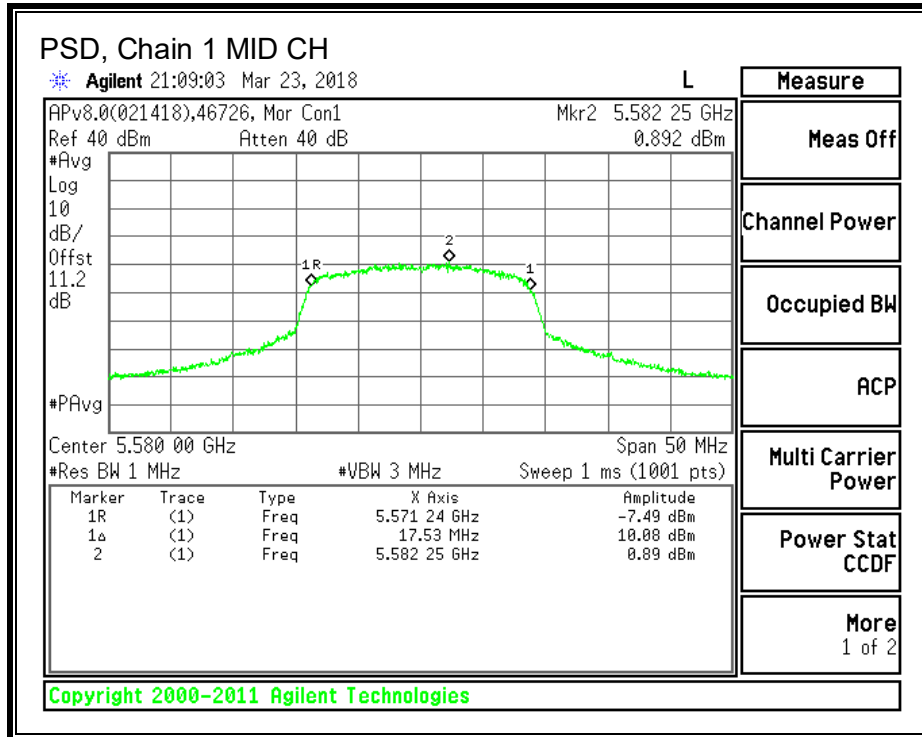 PSD, Chain 1 MID CH
Agilent 21:09:03 Mar 23, 2018 L
APv8.0(021418),46726, Mor Con1 Mkr2 5.582 25 GHz
Ref 40 dBm Atten 40 dB 0.892 dBm
#Avg
Log
10
dB/
Offst
11.2
dB
#PAvg
1R
2
1
Center 5.580 00 GHz Span 50 MHz
#Res BW 1 MHz #VBW 3 MHz Sweep 1 ms (1001 pts)
Marker Trace Type X Axis Amplitude
1R (1) Freq 5.571 24 GHz -7.49 dBm
1Δ (1) Freq 17.53 MHz 10.08 dBm
2 (1) Freq 5.582 25 GHz 0.89 dBm
Copyright 2000-2011 Agilent Technologies
Measure
Meas Off
Channel Power
Occupied BW
ACP
Multi Carrier
Power
Power Stat
CCDF
More
1 of 2